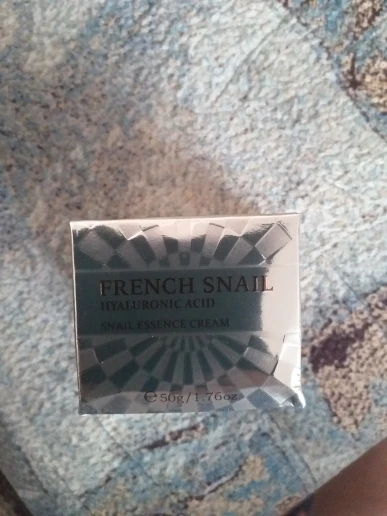 FRENCH SNAIL
HYALURONIC ACID
SNAIL ESSENCE CREAM
℮50g/1.76oz